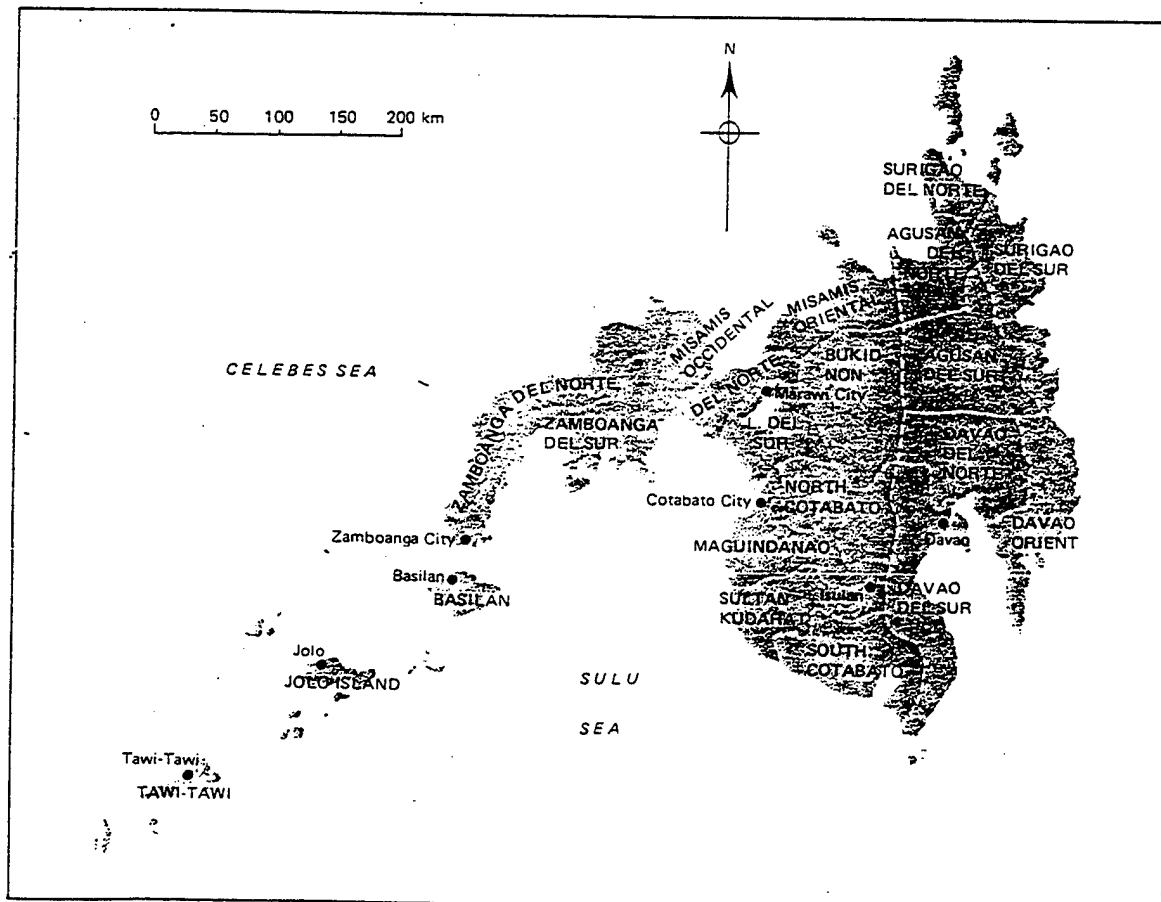 N
0 50 100 150 200 km
SURIGAO
DEL NORTE
AGUSAN
DEL
NORTE
SURIGAO
DEL SUR
MISAMIS
ORIENTAL
MISAMIS
OCCIDENTAL
BUKID
NON
AGUSAN
DEL SUR
CELEBES SEA
DEL NORTE
Marawi City
ZAMBOANGA DEL NORTE
ZAMBOANGA
DEL SUR
L. DEL
SUR
DAVAO
DEL
NORTE
NORTH
COTABATO
Cotabato City
Zamboanga City
Davao
DAVAO
ORIENT
MAGUINDANAO
Basilan
BASILAN
SULTAN
KUDARAT
Isulan
DAVAO
DEL SUR
Jolo
JOLO ISLAND
SOUTH
COTABATO
SULU
SEA
Tawi-Tawi
TAWI-TAWI